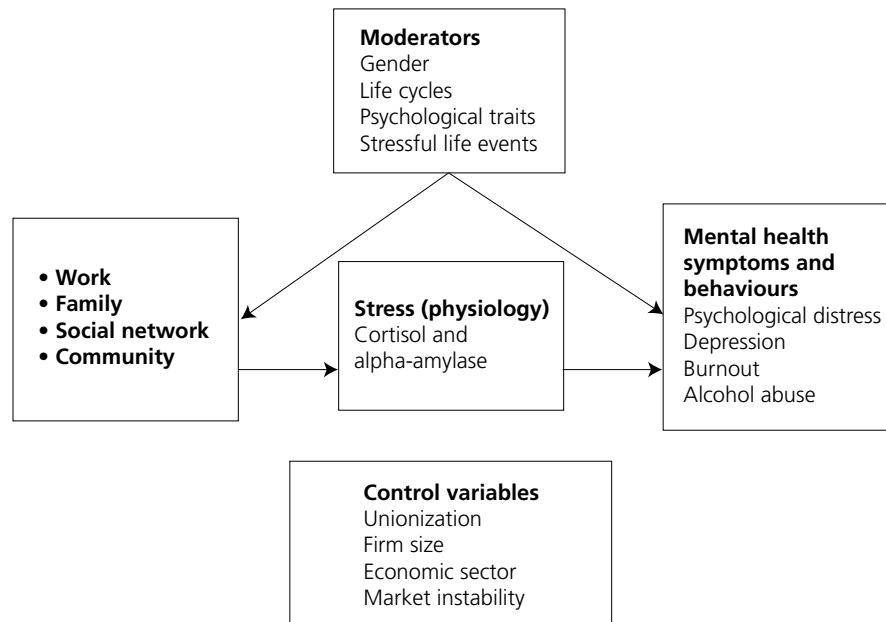 Moderators
Gender
Life cycles
Psychological traits
Stressful life events
• Work
• Family
• Social network
• Community
Stress (physiology)
Cortisol and
alpha-amylase
Mental health
symptoms and
behaviours
Psychological distress
Depression
Burnout
Alcohol abuse
Control variables
Unionization
Firm size
Economic sector
Market instability